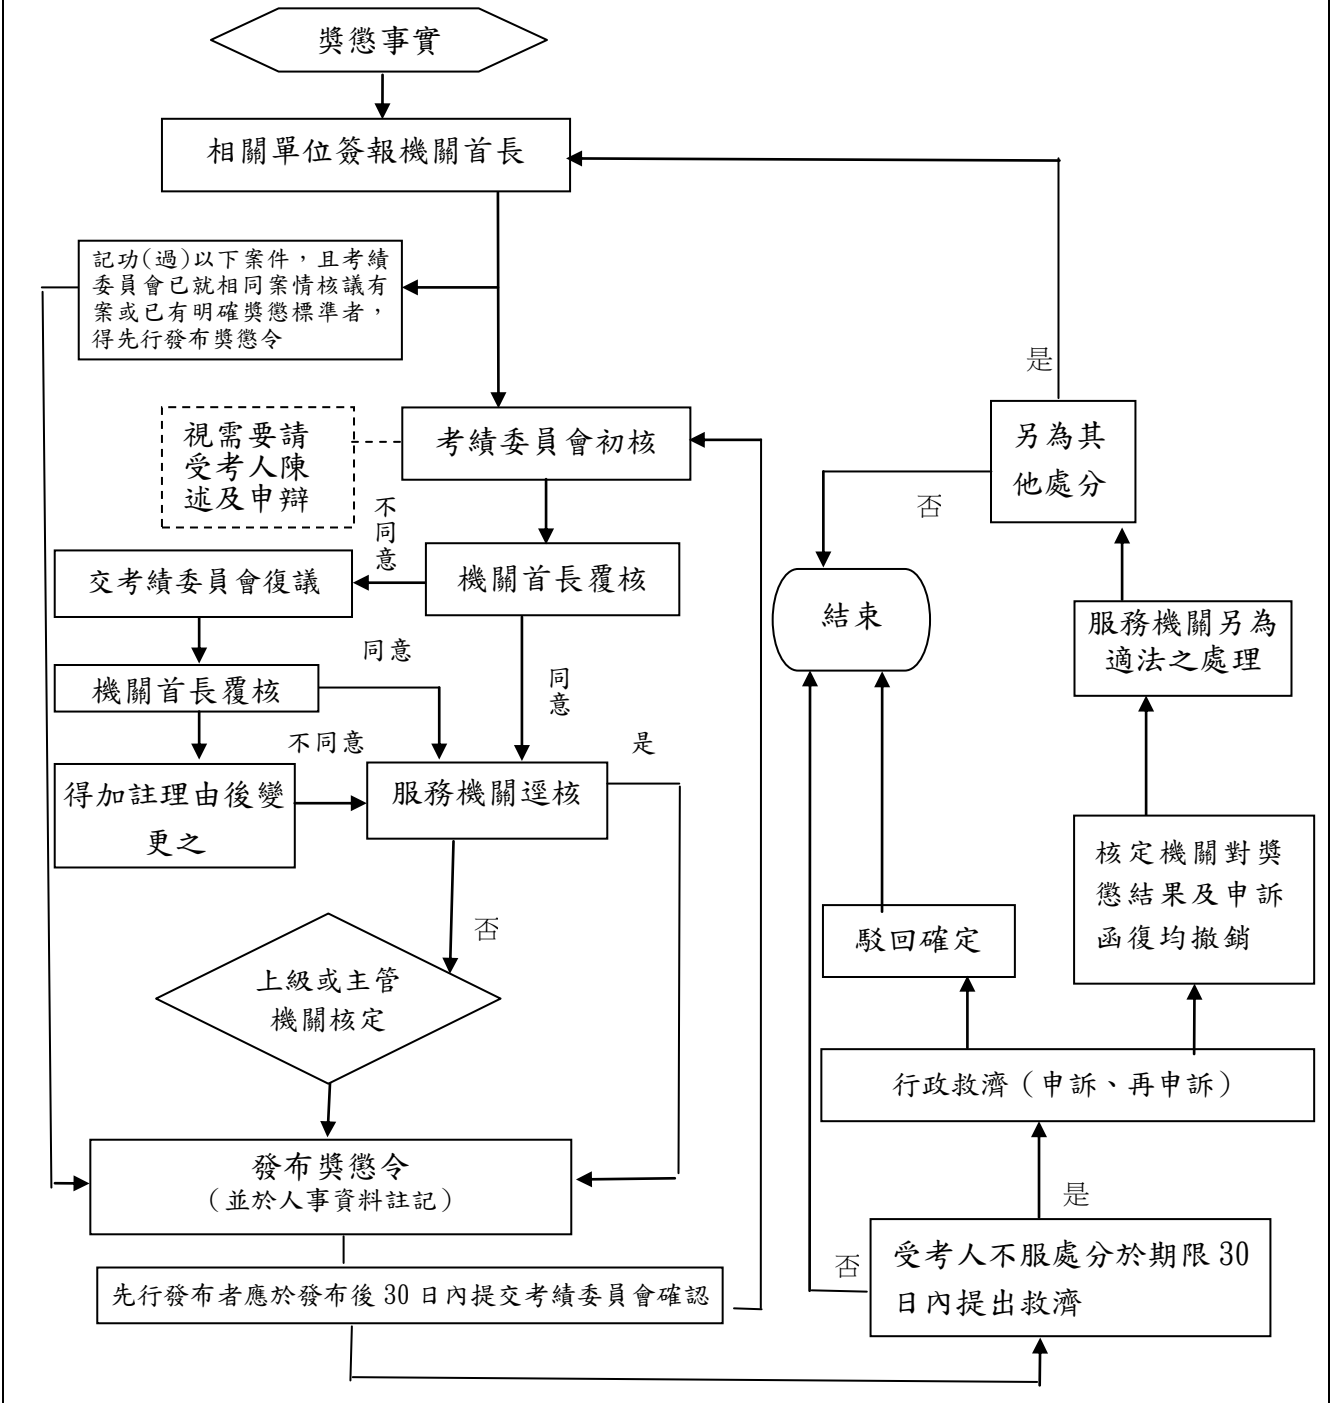 獎懲事實
相關單位簽報機關首長
記功(過)以下案件，且考績
委員會已就相同案情核議有
案或已有明確獎懲標準者，
得先行發布獎懲令
是
視需要請
受考人陳
述及申辯
考績委員會初核
另為其
他處分
否
不同意
交考績委員會復議
機關首長覆核
結束
服務機關另為
適法之處理
同意
機關首長覆核
同意
不同意
是
得加註理由後變
更之
服務機關逕核
核定機關對獎
懲結果及申訴
函復均撤銷
駁回確定
否
上級或主管
機關核定
行政救濟（申訴、再申訴）
發布獎懲令
（並於人事資料註記）
是
否
受考人不服處分於期限 30
日內提出救濟
先行發布者應於發布後 30 日內提交考績委員會確認